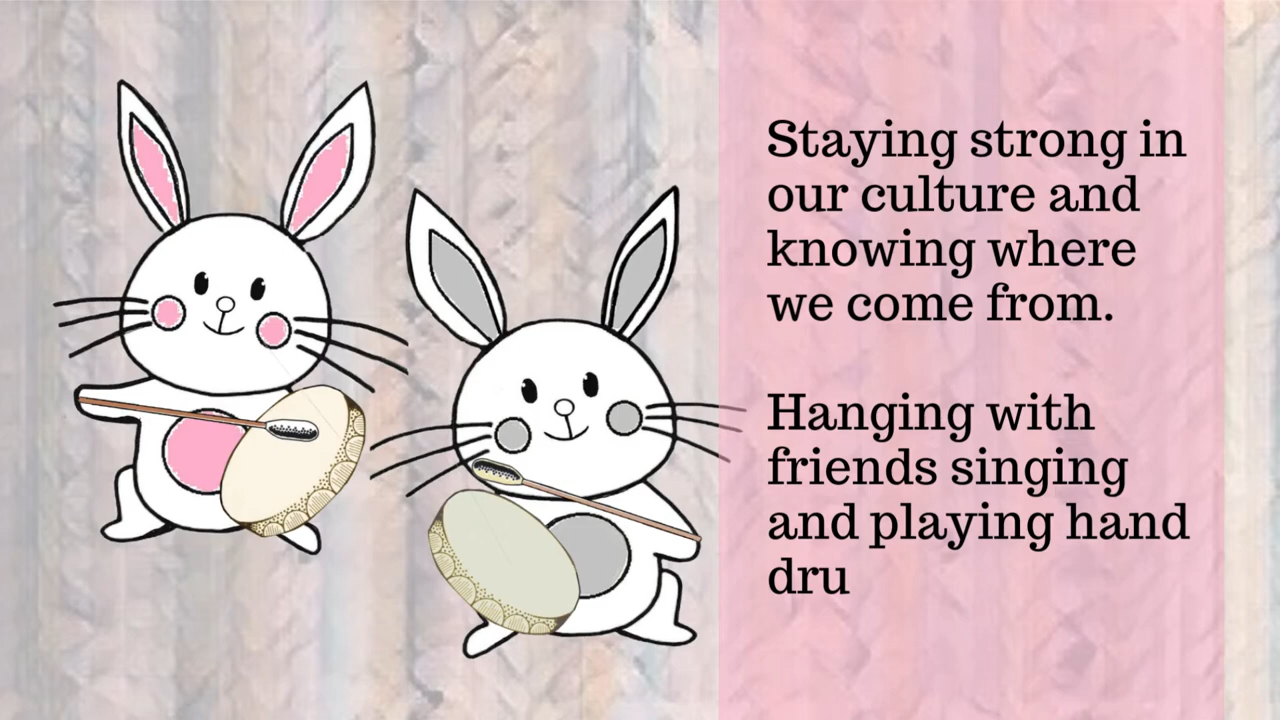 Staying strong in
our culture and
knowing where
we come from.
Hanging with
friends singing
and playing hand
dru